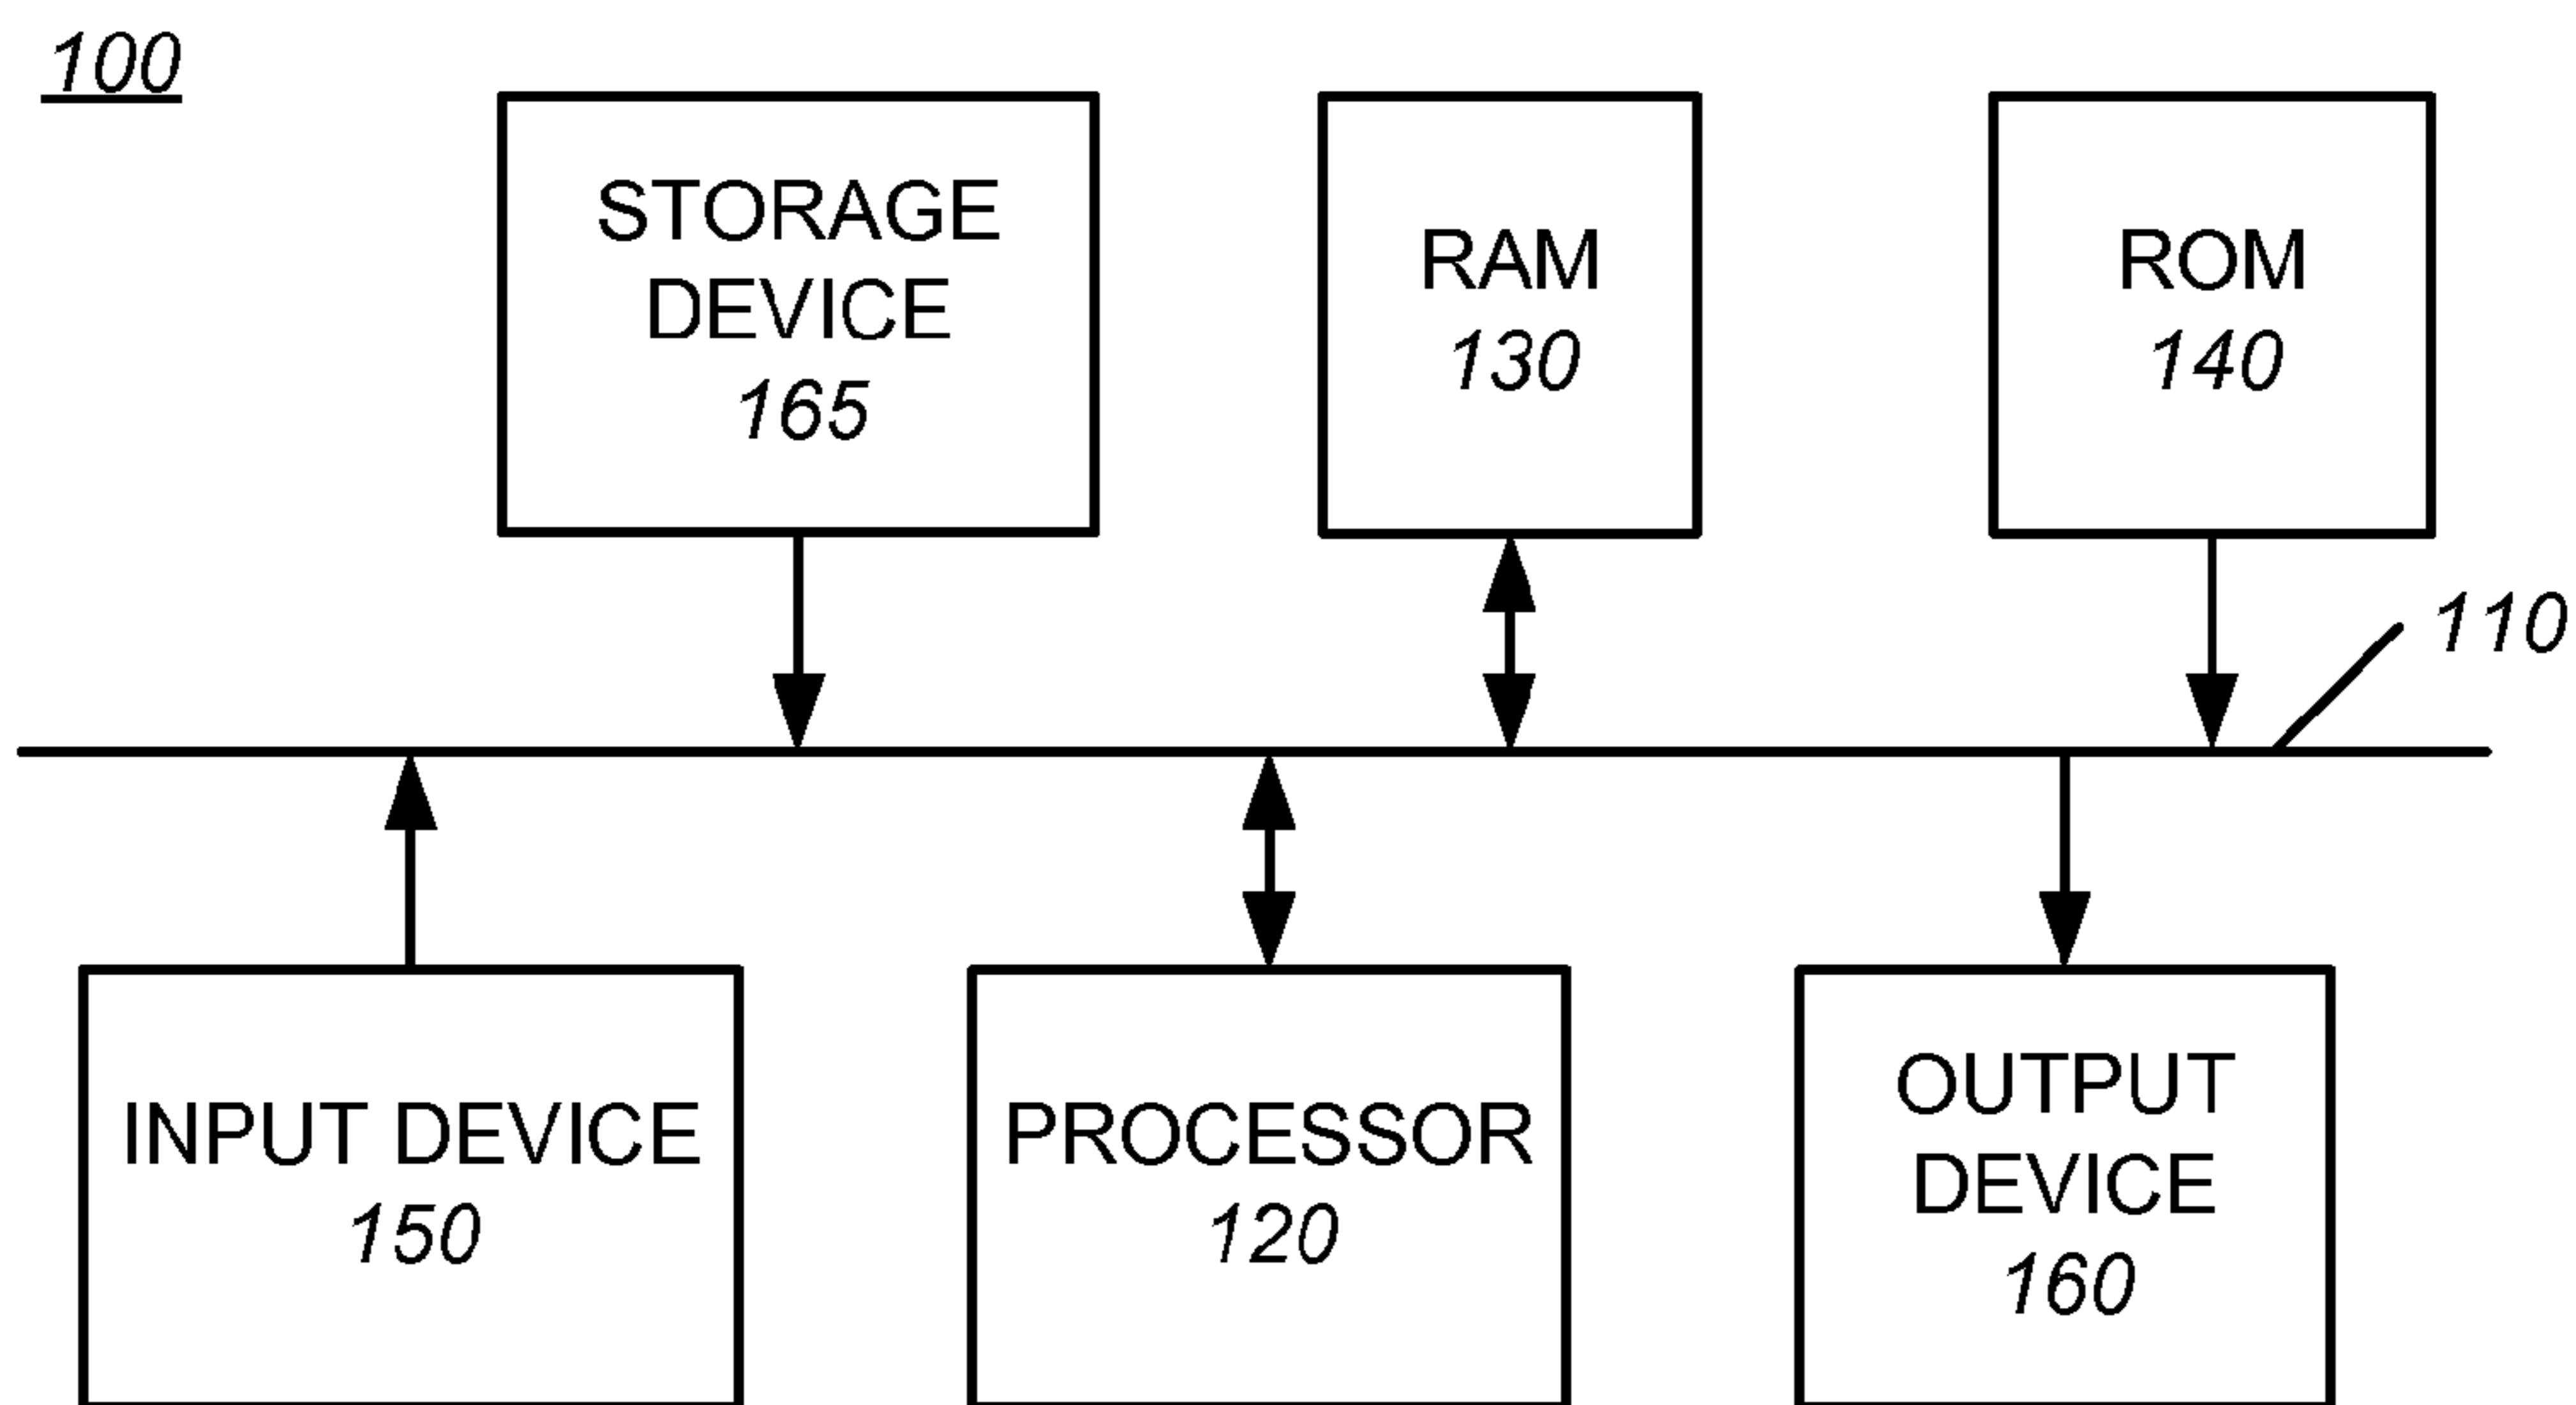 100
STORAGE
DEVICE
165
RAM
130
ROM
140
110
INPUT DEVICE
150
PROCESSOR
120
OUTPUT
DEVICE
160